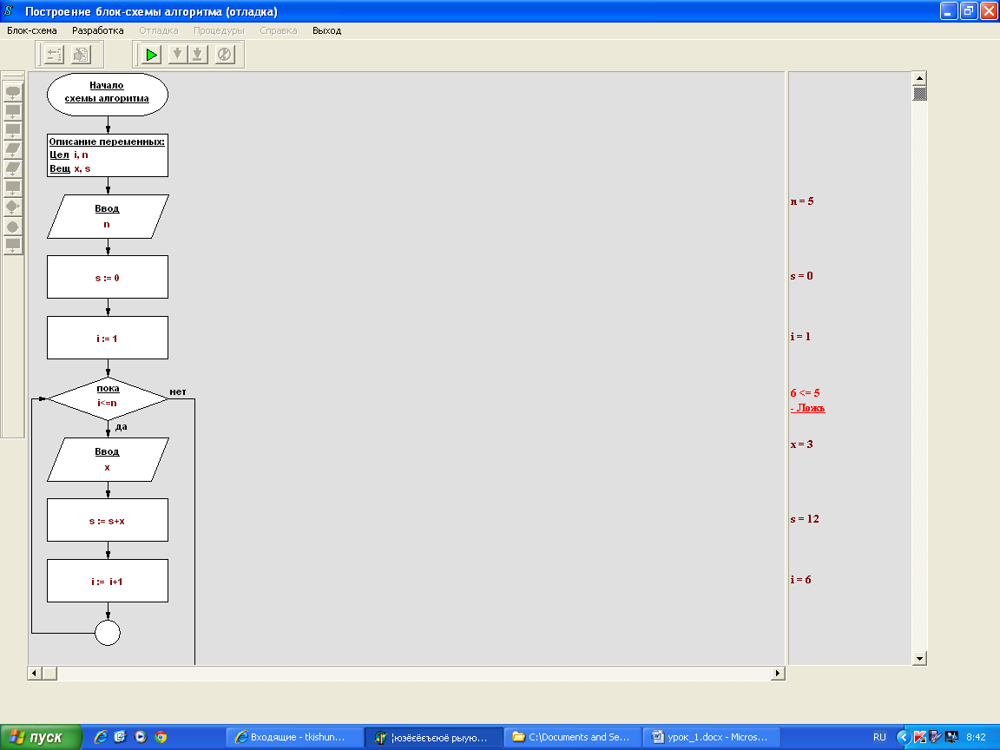 Построение блок-схемы алгоритма (отладка)
Блок-схема Разработка Отладка Процедуры Справка Выход
Начало
схемы алгоритма
Описание переменных:
Цел i, n
Вещ x, s
Ввод
n
n = 5
s := 0
s = 0
i := 1
i = 1
пока
i<=n
нет
да
6 <= 5
- Ложь
Ввод
x
x = 3
s := s+x
s = 12
i := i+1
i = 6
пуск
Входящие - tkishun...
¦юэёєёєъєюё рыую...
C:\Documents and Se...
урок_1.docx - Micros...
RU
8:42